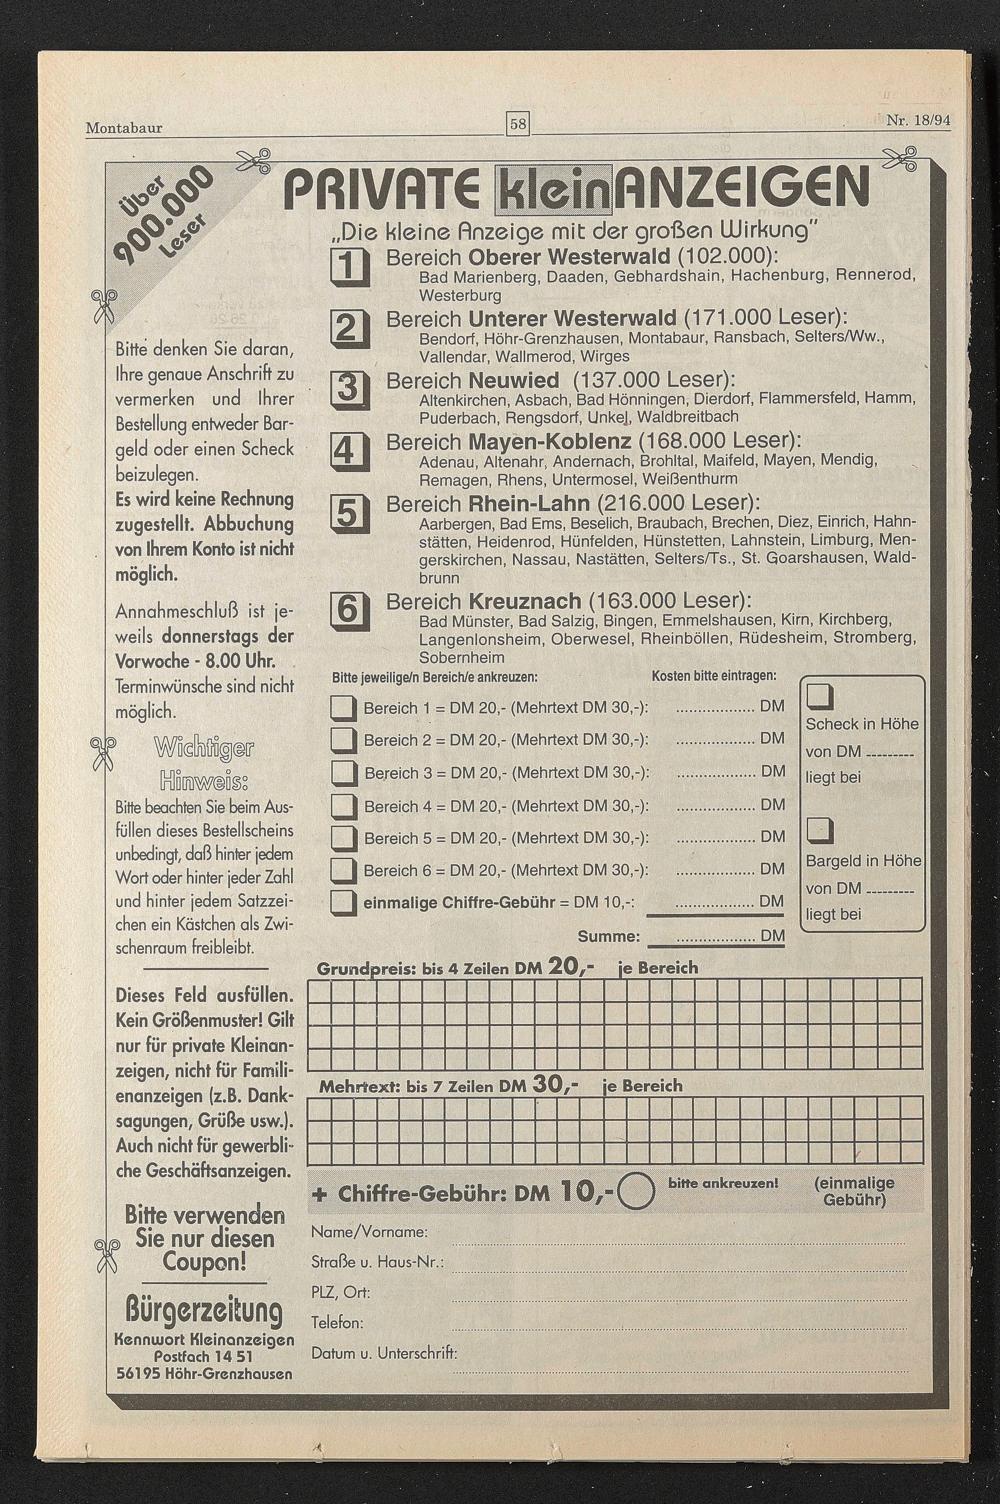 Montabaur
58
Nr. 18/94
Über
900.000
Leser
PRIVATE kleinANZEIGEN
„Die kleine Anzeige mit der großen Wirkung"
1 Bereich Oberer Westerwald (102.000):
Bad Marienberg, Daaden, Gebhardshain, Hachenburg, Rennerod,
Westerburg
2 Bereich Unterer Westerwald (171.000 Leser):
Bendorf, Höhr-Grenzhausen, Montabaur, Ransbach, Selters/Ww.,
Vallendar, Wallmerod, Wirges
3 Bereich Neuwied (137.000 Leser):
Altenkirchen, Asbach, Bad Hönningen, Dierdorf, Flammersfeld, Hamm,
Puderbach, Rengsdorf, Unkel, Waldbreitbach
4 Bereich Mayen-Koblenz (168.000 Leser):
Adenau, Altenahr, Andernach, Brohltal, Maifeld, Mayen, Mendig,
Remagen, Rhens, Untermosel, Weißenthurm
5 Bereich Rhein-Lahn (216.000 Leser):
Aarbergen, Bad Ems, Beselich, Braubach, Brechen, Diez, Einrich, Hahn-
stätten, Heidenrod, Hünfelden, Hünstetten, Lahnstein, Limburg, Men-
gerskirchen, Nassau, Nastätten, Selters/Ts., St. Goarshausen, Wald-
brunn
6 Bereich Kreuznach (163.000 Leser):
Bad Münster, Bad Salzig, Bingen, Emmelshausen, Kirn, Kirchberg,
Langenlonsheim, Oberwesel, Rheinböllen, Rüdesheim, Stromberg,
Sobernheim
Bitte denken Sie daran,
Ihre genaue Anschrift zu
vermerken und Ihrer
Bestellung entweder Bar-
geld oder einen Scheck
beizulegen.
Es wird keine Rechnung
zugestellt. Abbuchung
von Ihrem Konto ist nicht
möglich.
Annahmeschluß ist je-
weils donnerstags der
Vorwoche - 8.00 Uhr.
Terminwünsche sind nicht
möglich.
Wichtiger
Hinweis:
Bitte beachten Sie beim Aus-
füllen dieses Bestellscheins
unbedingt, daß hinter jedem
Wort oder hinter jeder Zahl
und hinter jedem Satzzei-
chen ein Kästchen als Zwi-
schenraum freibleibt.
Dieses Feld ausfüllen.
Kein Größenmuster! Gilt
nur für private Kleinan-
zeigen, nicht für Famili-
enanzeigen (z.B. Dank-
sagungen, Grüße usw.).
Auch nicht für gewerbli-
che Geschäftsanzeigen.
Bitte verwenden
Sie nur diesen
Coupon!
Bürgerzeitung
Kennwort Kleinanzeigen
Postfach 14 51
56195 Höhr-Grenzhausen
Bitte jeweilige/n Bereich/e ankreuzen: Kosten bitte eintragen:
Bereich 1 = DM 20,- (Mehrtext DM 30,-): .................. DM
Bereich 2 = DM 20,- (Mehrtext DM 30,-): .................. DM
Bereich 3 = DM 20,- (Mehrtext DM 30,-): .................. DM
Bereich 4 = DM 20,- (Mehrtext DM 30,-): .................. DM
Bereich 5 = DM 20,- (Mehrtext DM 30,-): .................. DM
Bereich 6 = DM 20,- (Mehrtext DM 30,-): .................. DM
einmalige Chiffre-Gebühr = DM 10,-: .................. DM
Summe: .................. DM
Scheck in Höhe
von DM ---------
liegt bei
Bargeld in Höhe
von DM ---------
liegt bei
Grundpreis: bis 4 Zeilen DM 20,- je Bereich
Mehrtext: bis 7 Zeilen DM 30,- je Bereich
+ Chiffre-Gebühr: DM 10,- bitte ankreuzen! (einmalige
Gebühr)
Name/Vorname:
Straße u. Haus-Nr.:
PLZ, Ort:
Telefon:
Datum u. Unterschrift: